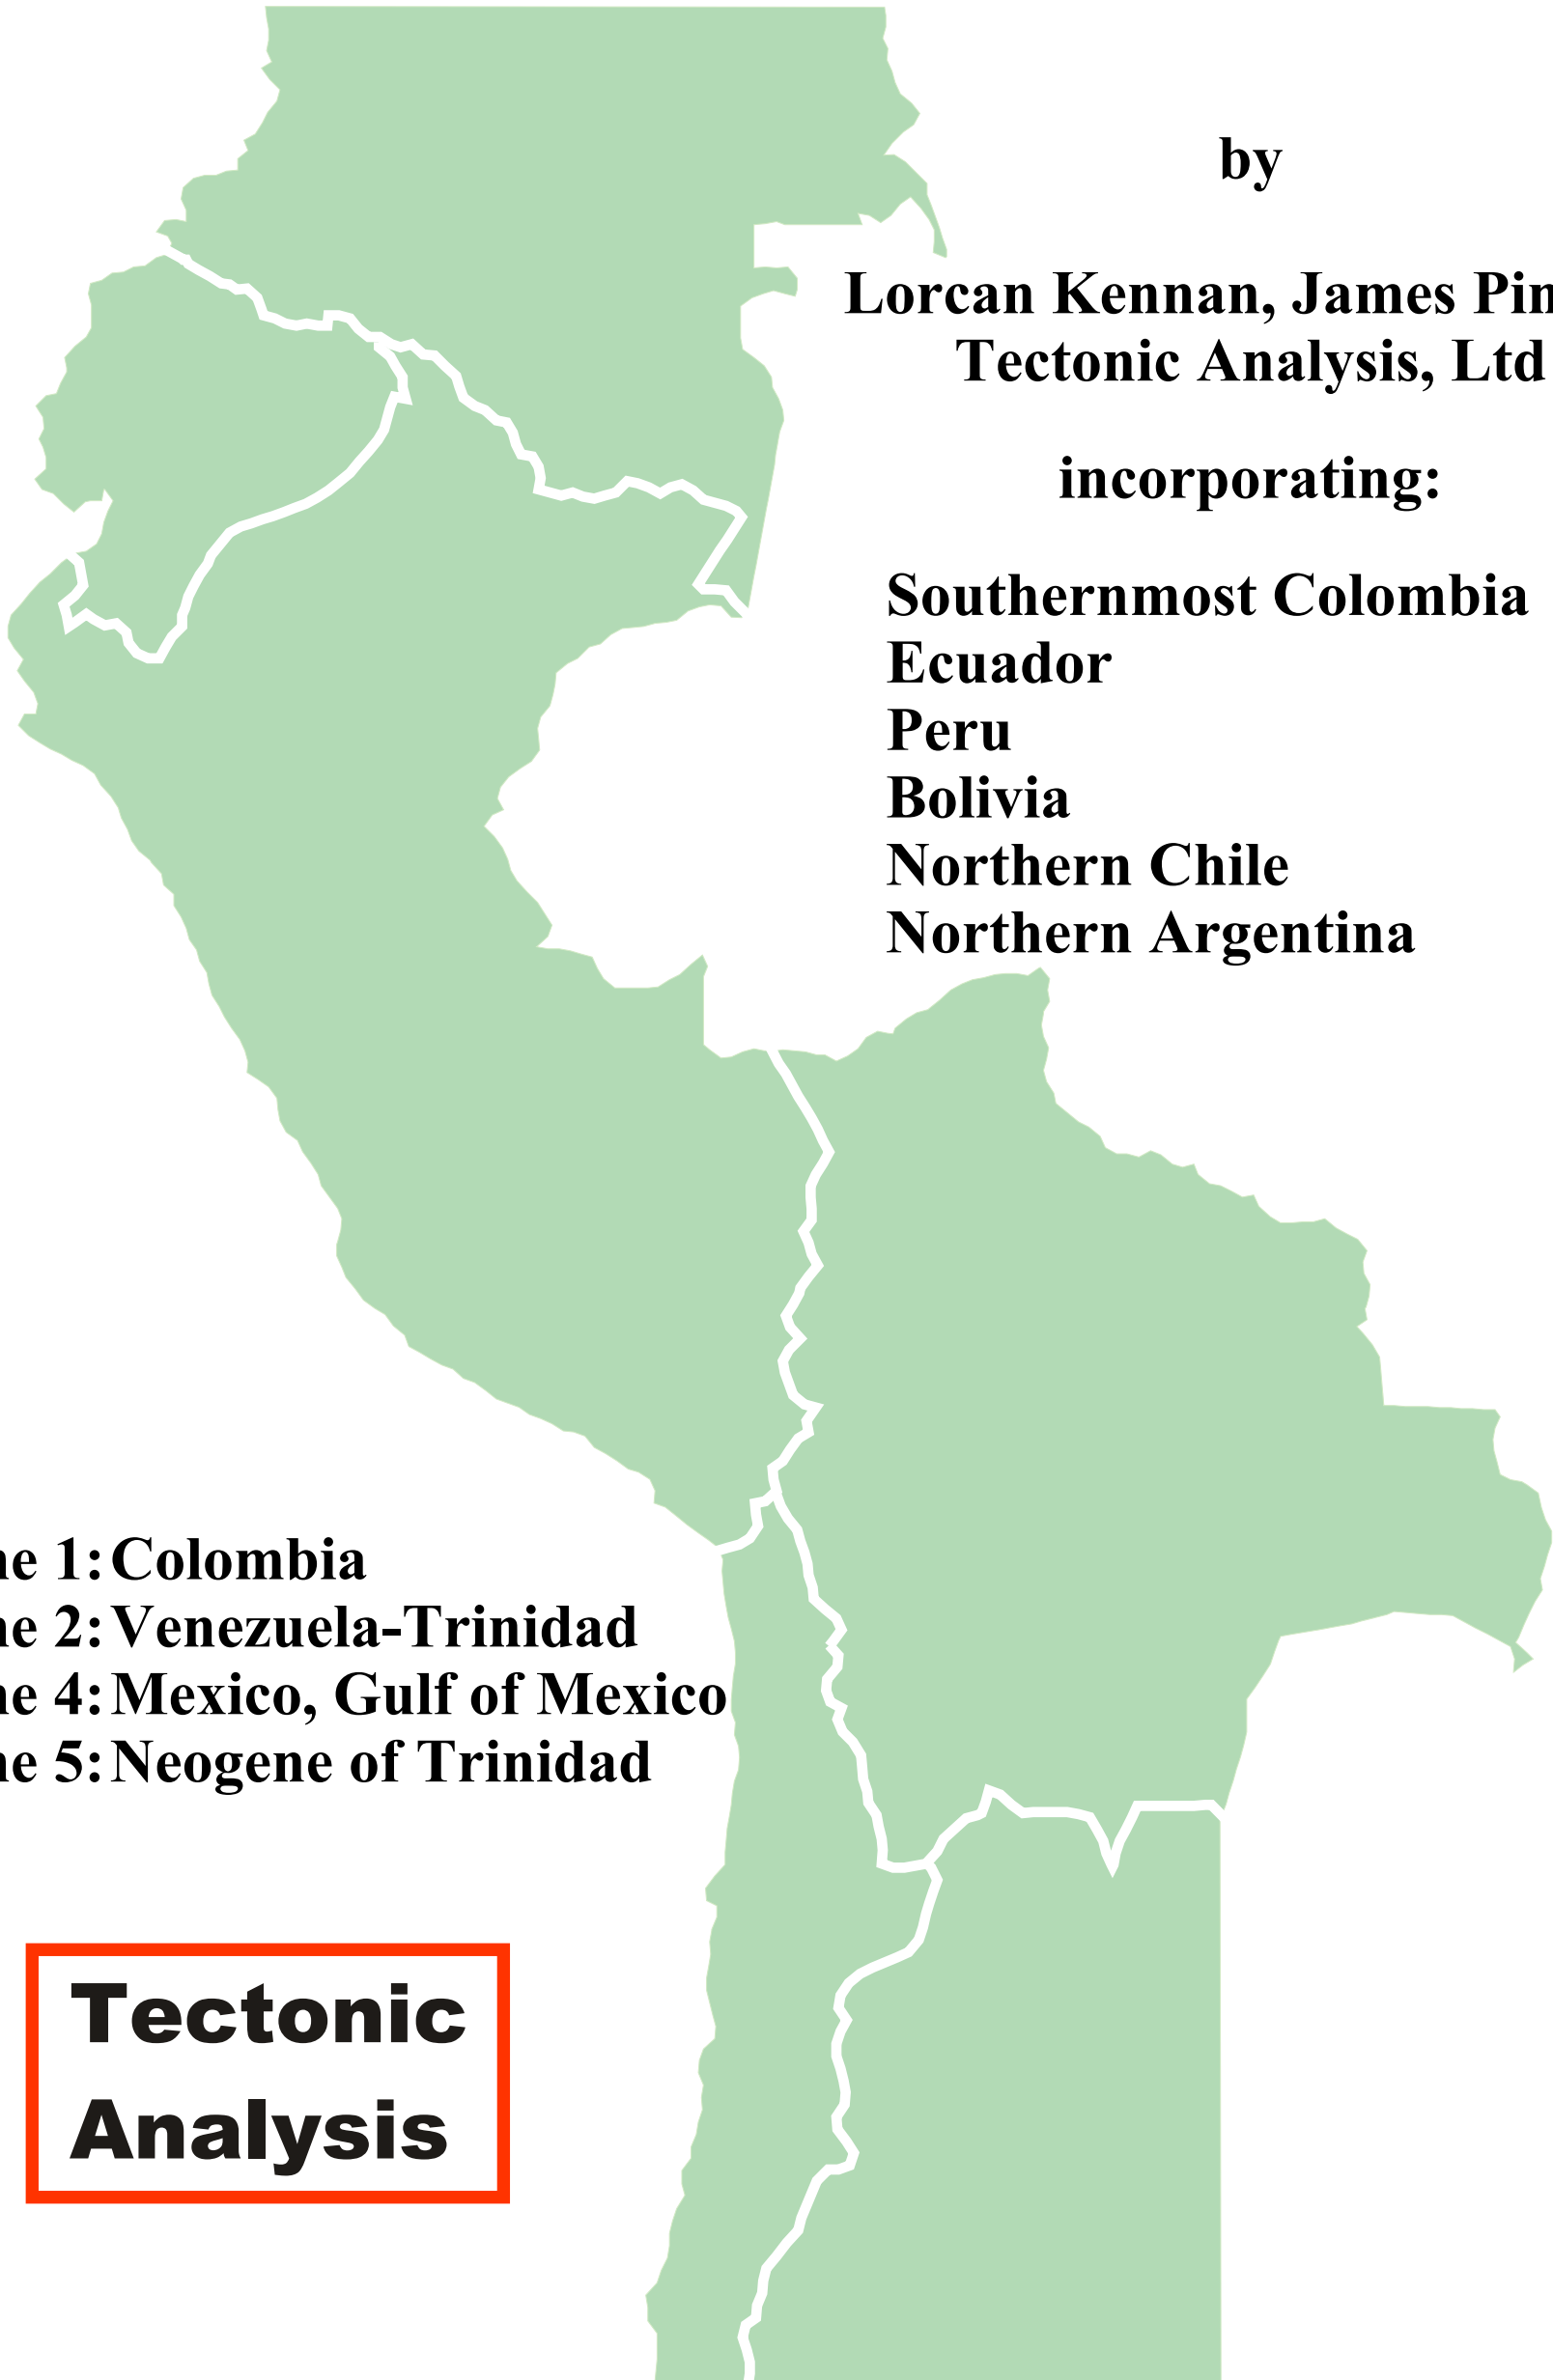 by
Lorcan Kennan, James Pin
Tectonic Analysis, Ltd
incorporating:
Southernmost Colombia
Ecuador
Peru
Bolivia
Northern Chile
Northern Argentina
ne 1: Colombia
ne 2: Venezuela-Trinidad
ne 4: Mexico, Gulf of Mexico
ne 5: Neogene of Trinidad
Tectonic
Analysis